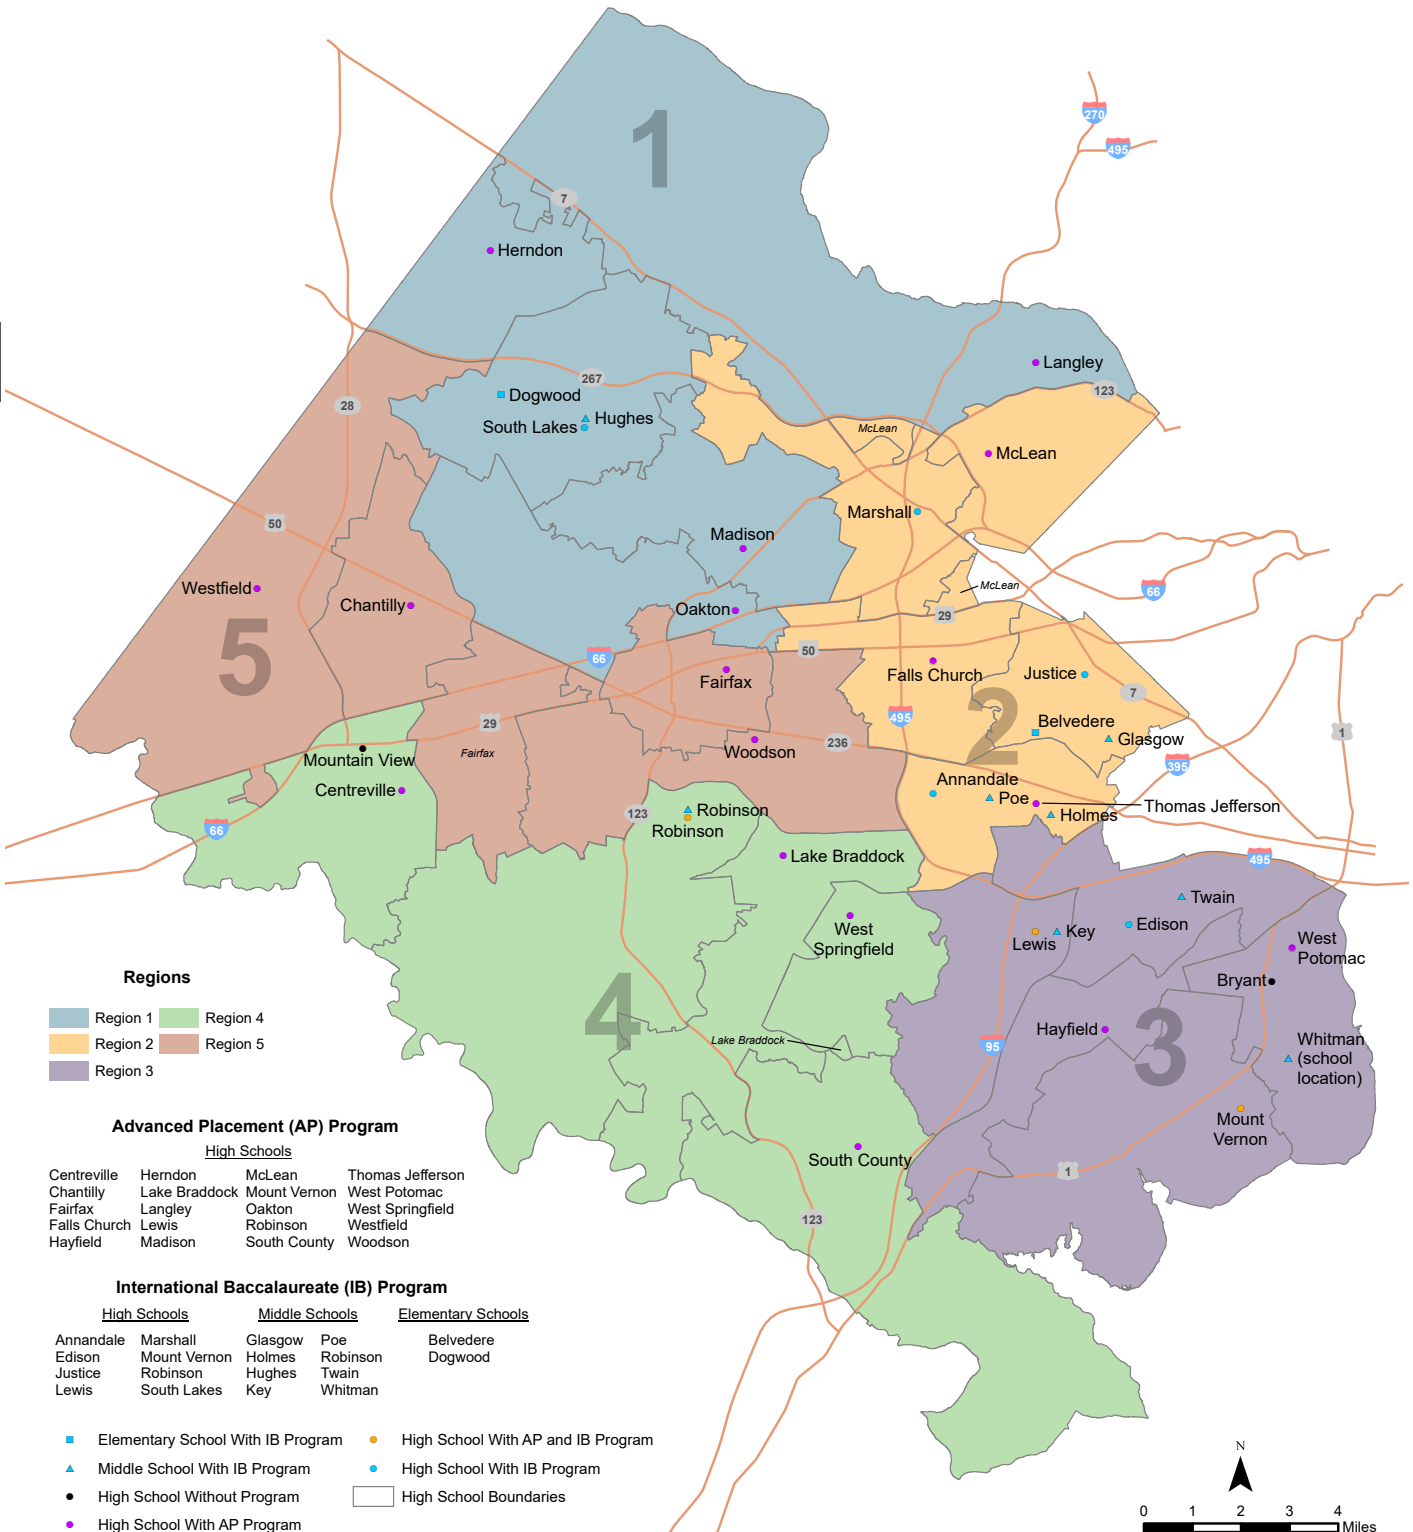 1
270
495
7
Herndon
Langley
267
123
Dogwood
28
Hughes
South Lakes
McLean
McLean
50
Marshall
Madison
Westfield
Chantilly
McLean
66
Oakton
29
5
50
66
Fairfax
Falls Church
Justice
7
2
495
29
Belvedere
1
Fairfax
Woodson
236
Glasgow
Mountain View
395
Centreville
Annandale
Poe
Thomas Jefferson
123
Robinson
Holmes
66
Robinson
Lake Braddock
495
Twain
West
Springfield
Edison
Lewis
Key
West
Potomac
Bryant
4
Hayfield
3
Lake Braddock
95
Whitman
(school
location)
Mount
Vernon
South County
1
123
Regions
Region 1
Region 4
Region 2
Region 5
Region 3
Advanced Placement (AP) Program
High Schools
Centreville Herndon McLean Thomas Jefferson
Chantilly Lake Braddock Mount Vernon West Potomac
Fairfax Langley Oakton West Springfield
Falls Church Lewis Robinson Westfield
Hayfield Madison South County Woodson
International Baccalaureate (IB) Program
High Schools Middle Schools Elementary Schools
Annandale Marshall Glasgow Poe Belvedere
Edison Mount Vernon Holmes Robinson Dogwood
Justice Robinson Hughes Twain
Lewis South Lakes Key Whitman
Elementary School With IB Program
High School With AP and IB Program
Middle School With IB Program
High School With IB Program
High School Without Program
High School Boundaries
High School With AP Program
N
0 1 2 3 4
Miles